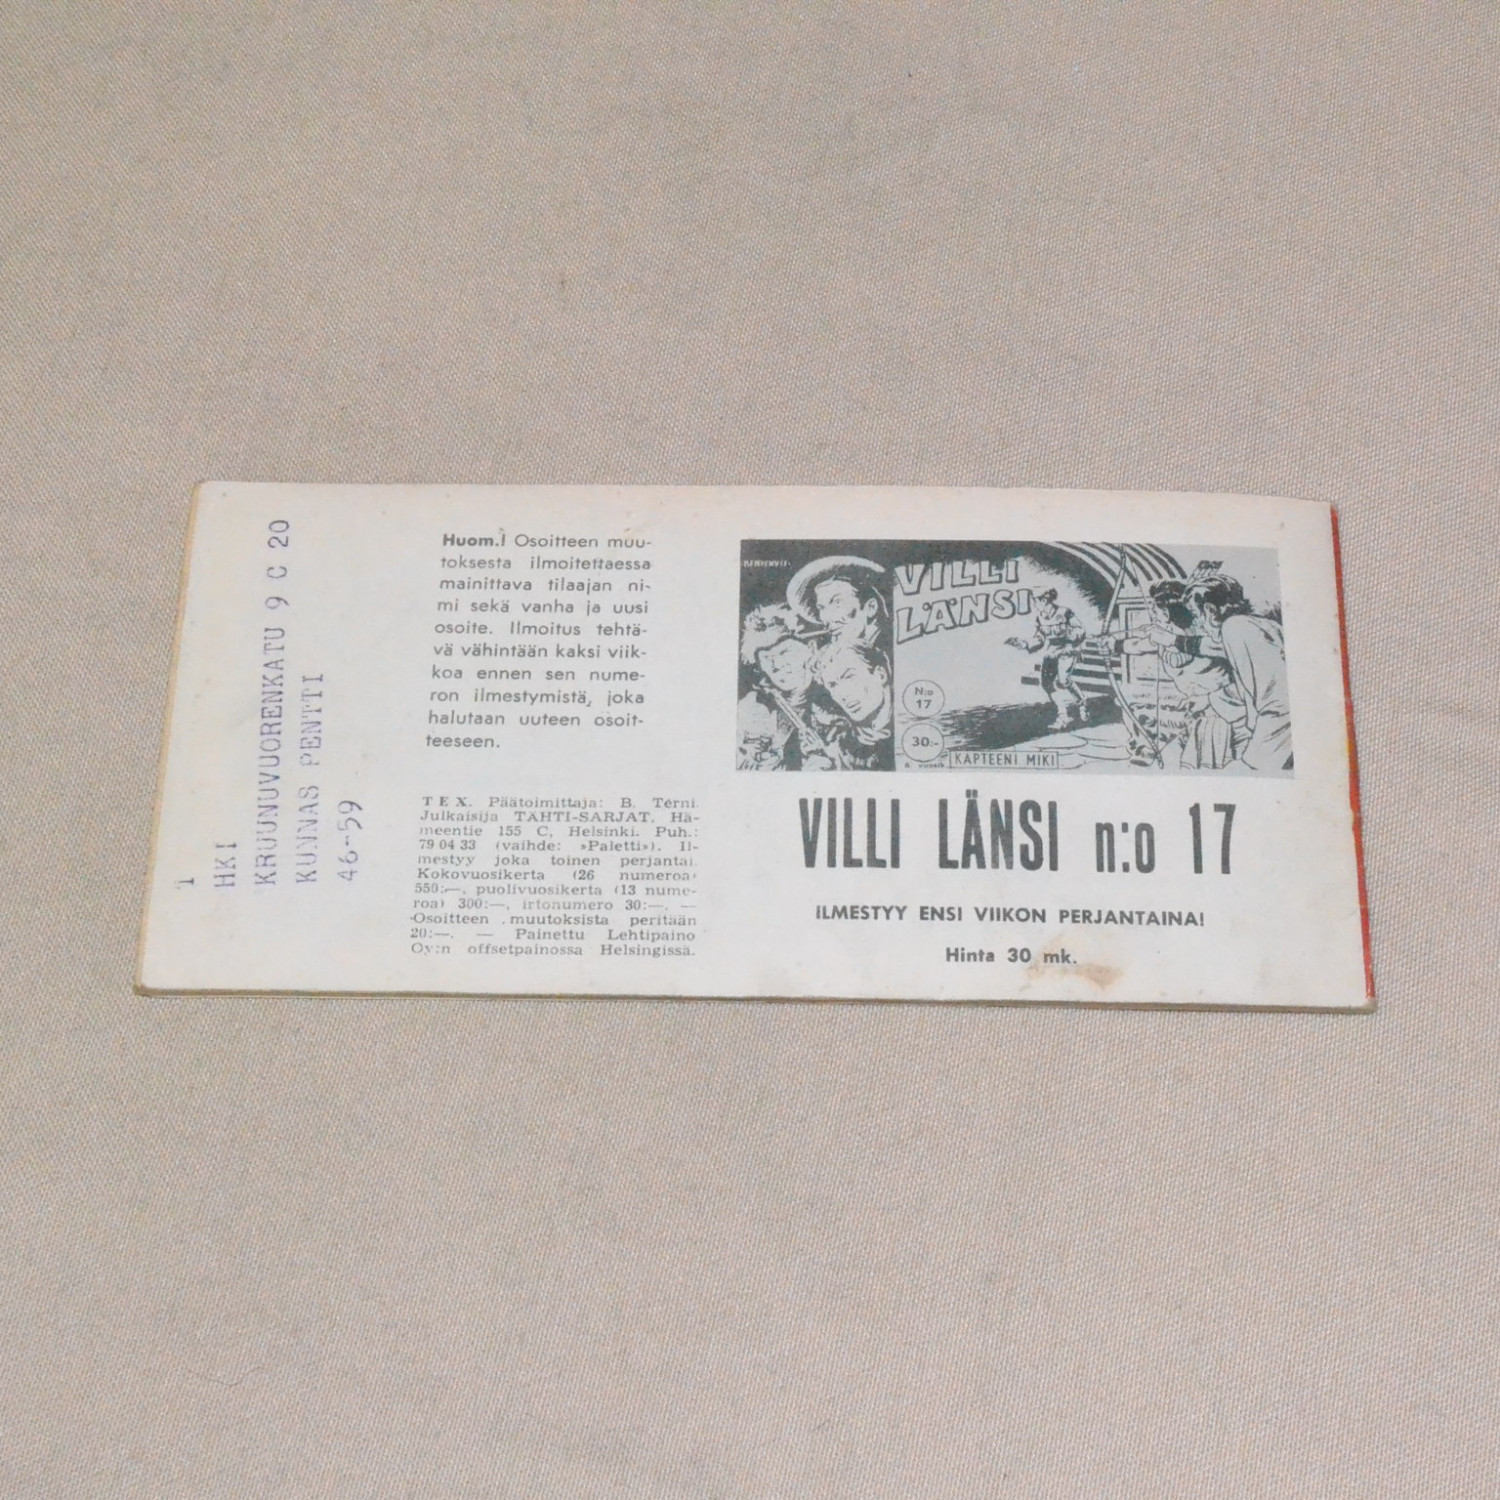 1
HKI
KRUUNUVUORENKATU 9 C 20
KUNNAS PENTTI
46-59
Huom.! Osoitteen muu-
toksesta ilmoitettaessa
mainittava tilaajan ni-
mi sekä vanha ja uusi
osoite. Ilmoitus tehtä-
vä vähintään kaksi viik-
koa ennen sen nume-
ron ilmestymistä, joka
halutaan uuteen osoit-
teeseen.
TEX. Päätoimittaja: B. Terni.
Julkaisija TÄHTI-SARJAT, Hä-
meentie 155 C, Helsinki. Puh.:
79 04 33 (vaihde: »Paletti»). Il-
mestyy joka toinen perjantai.
Kokovuosikerta (26 numeroa)
550:—, puolivuosikerta (13 nume-
roa) 300:—, irtonumero 30:—. —
Osoitteen muutoksista peritään
20:—. — Painettu Lehtipaino
Oy:n offsetpainossa Helsingissä.
VILLI
LÄNSI
N:o
17
30:-
KAPTEENI MIKI
VILLI LÄNSI n:o 17
ILMESTYY ENSI VIIKON PERJANTAINA!
Hinta 30 mk.